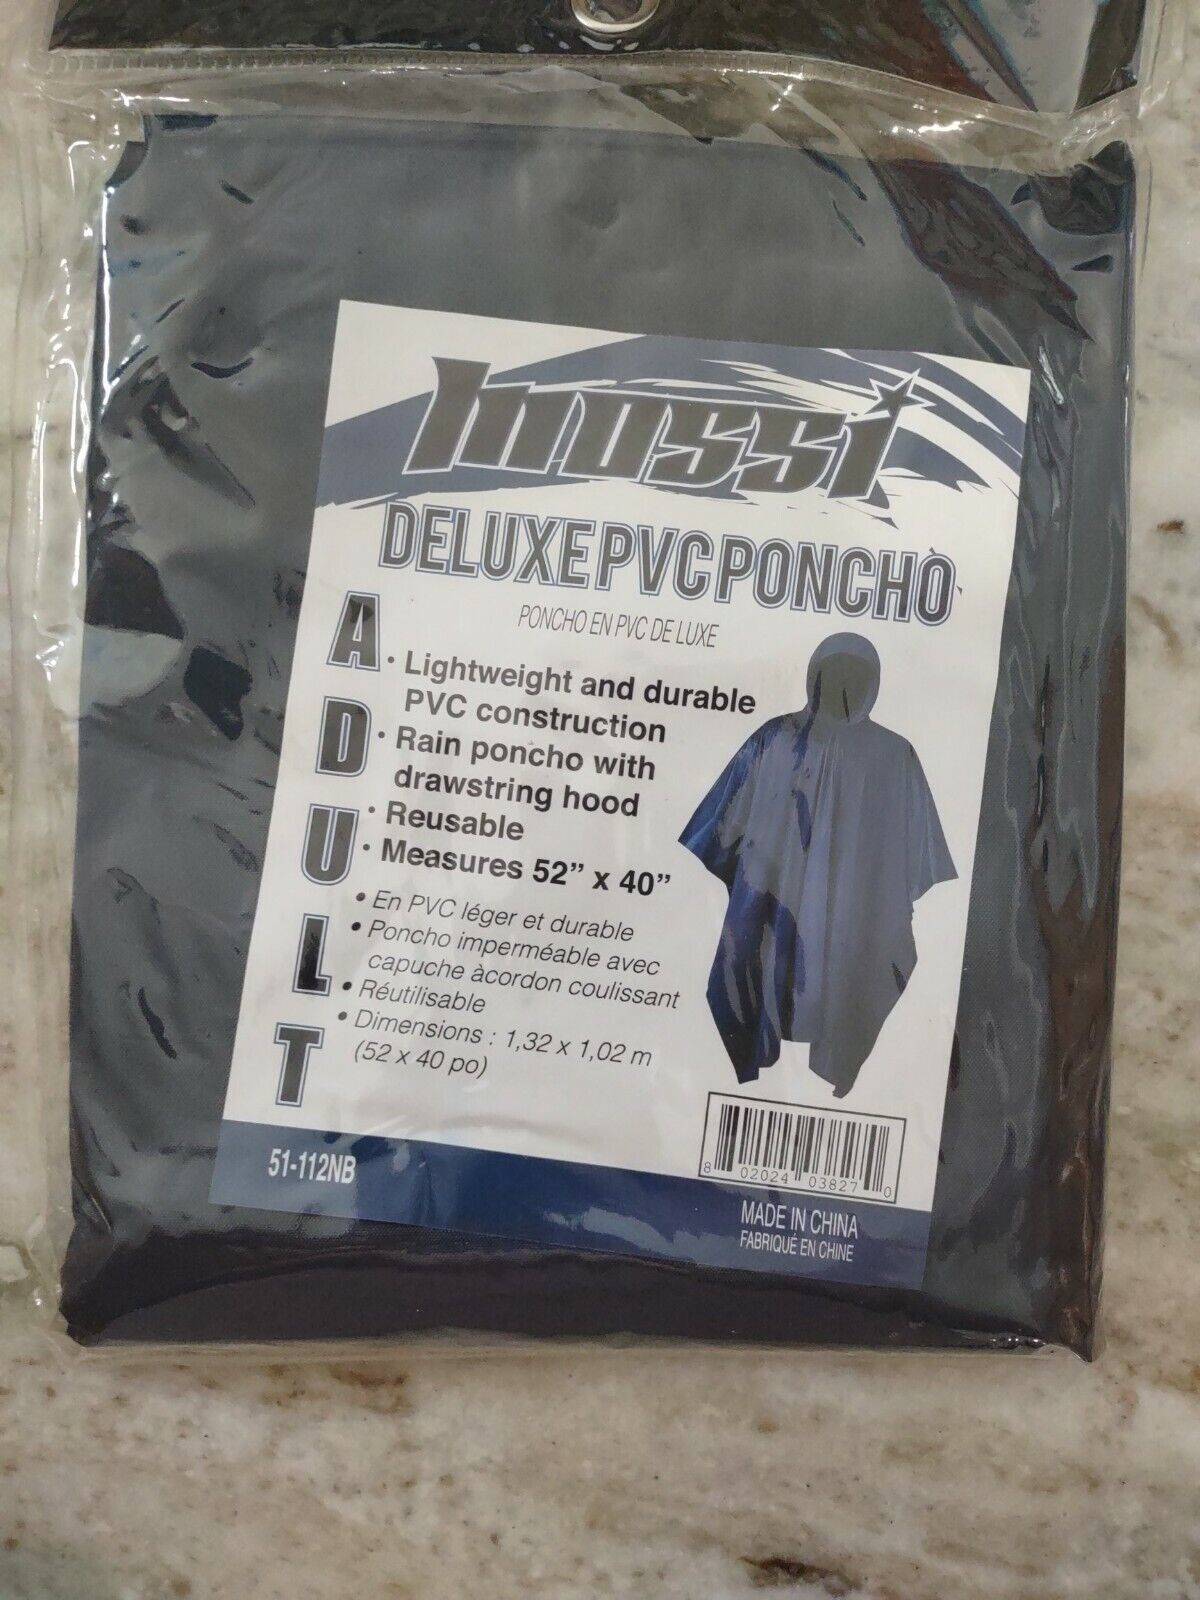 mossi
DELUXE PVC PONCHO
PONCHO EN PVC DE LUXE
ADULT
• Lightweight and durable
PVC construction
• Rain poncho with
drawstring hood
• Reusable
• Measures 52” x 40”
• En PVC léger et durable
• Poncho imperméable avec
capuche àcordon coulissant
• Réutilisable
• Dimensions : 1,32 x 1,02 m
(52 x 40 po)
51-112NB
8 02024 03827 0
MADE IN CHINA
FABRIQUÉ EN CHINE